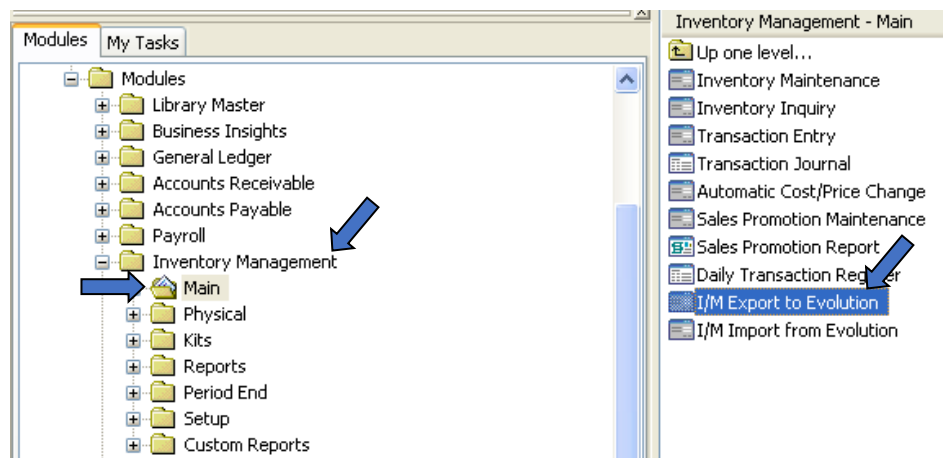 Modules
My Tasks
Modules
Library Master
Business Insights
General Ledger
Accounts Receivable
Accounts Payable
Payroll
Inventory Management
Main
Physical
Kits
Reports
Period End
Setup
Custom Reports
Inventory Management - Main
Up one level...
Inventory Maintenance
Inventory Inquiry
Transaction Entry
Transaction Journal
Automatic Cost/Price Change
Sales Promotion Maintenance
Sales Promotion Report
Daily Transaction Register
I/M Export to Evolution
I/M Import from Evolution